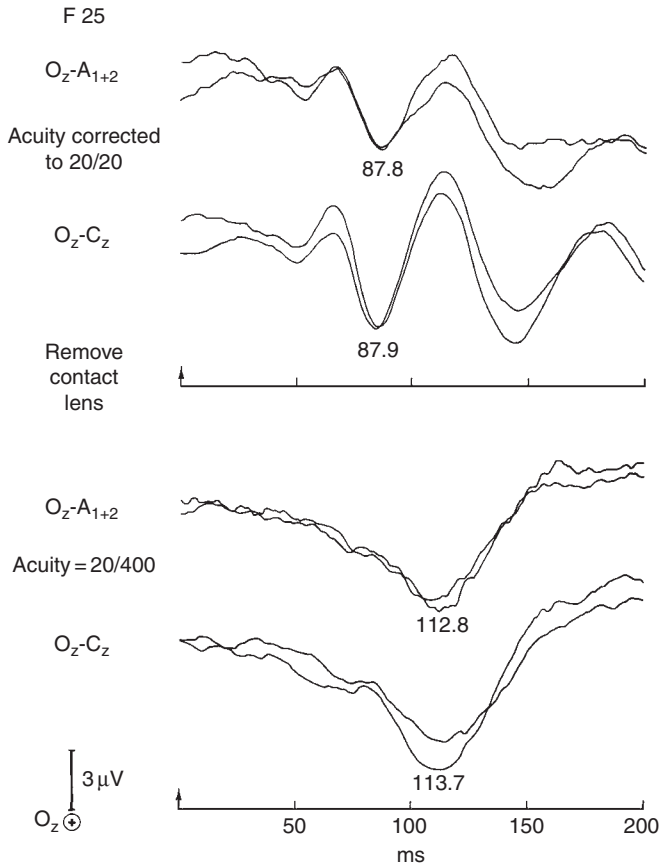 F 25
Oz-A1+2
Acuity corrected
to 20/20
87.8
Oz-Cz
87.9
Remove
contact
lens
Oz-A1+2
Acuity = 20/400
112.8
Oz-Cz
113.7
3 μV
Oz +
50 100 150 200
ms